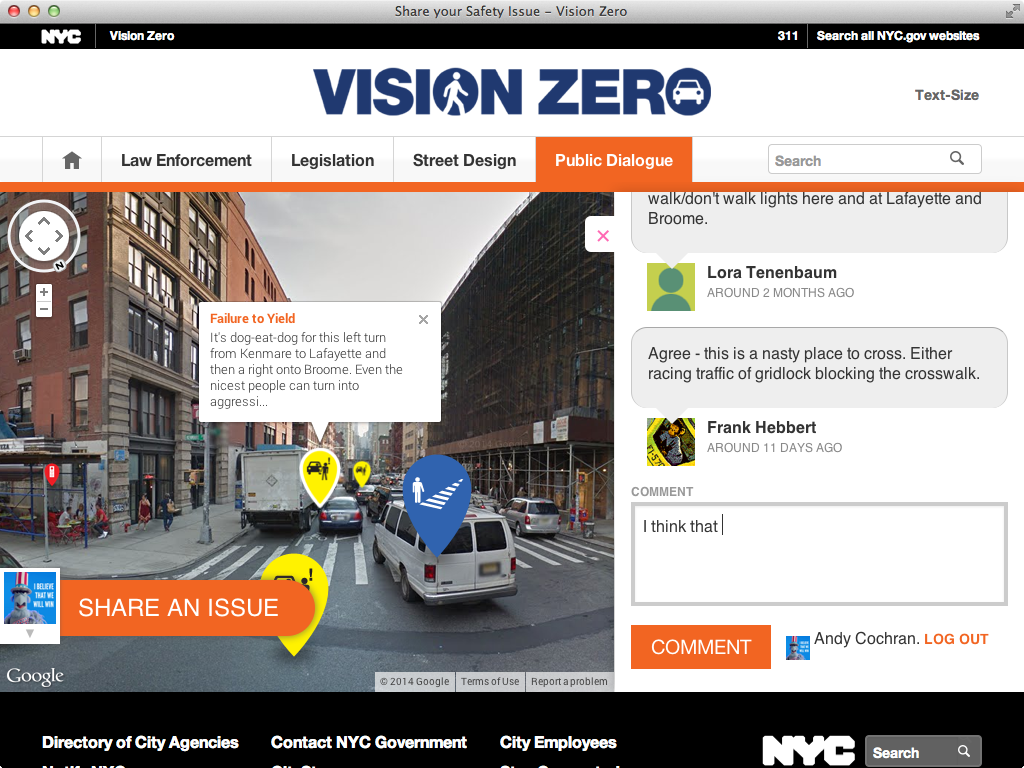 Share your Safety Issue – Vision Zero
NYC Vision Zero 311 Search all NYC.gov websites
VISION ZERO
Text-Size
Law Enforcement Legislation Street Design Public Dialogue Search
N
+
−
Failure to Yield
It's dog-eat-dog for this left turn
from Kenmare to Lafayette and
then a right onto Broome. Even the
nicest people can turn into
aggressi...
I BELIEVE
THAT WE
WILL WIN
SHARE AN ISSUE
Google
© 2014 Google Terms of Use Report a problem
walk/don't walk lights here and at Lafayette and
Broome.
Lora Tenenbaum
AROUND 2 MONTHS AGO
Agree - this is a nasty place to cross. Either
racing traffic of gridlock blocking the crosswalk.
Frank Hebbert
AROUND 11 DAYS AGO
COMMENT
I think that
COMMENT
Andy Cochran. LOG OUT
Directory of City Agencies Contact NYC Government City Employees
NYC Search